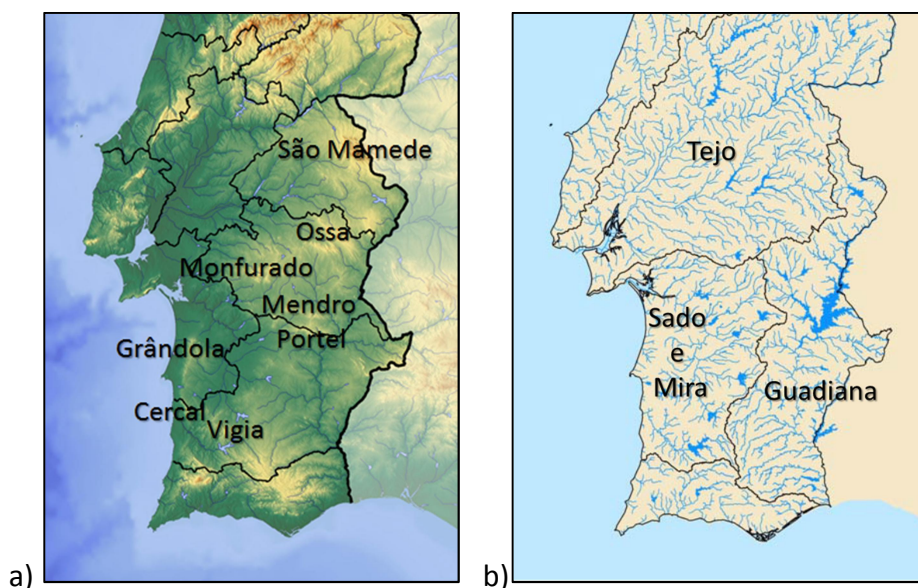 São Mamede
Ossa
Monfurado
Mendro
Portel
Grândola
Cercal
Vigia
a)
Tejo
Sado
e
Mira
Guadiana
b)